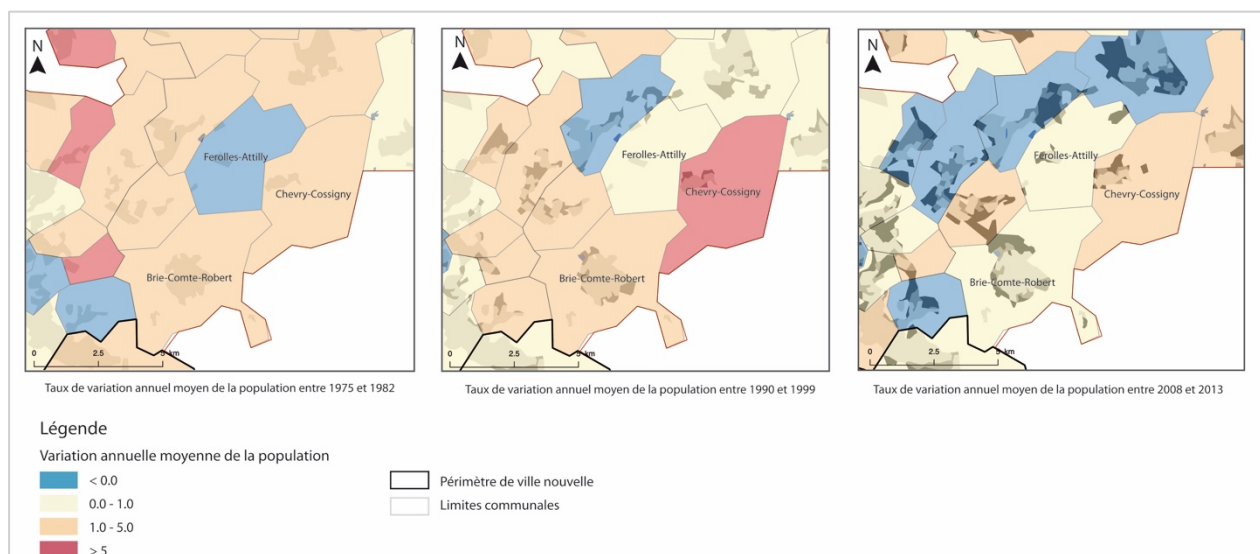 N
Ferolles-Attilly
Chevry-Cossigny
Brie-Comte-Robert
0 2.5 5 km
Taux de variation annuel moyen de la population entre 1975 et 1982
N
Ferolles-Attilly
Chevry-Cossigny
Brie-Comte-Robert
0 2.5 5 km
Taux de variation annuel moyen de la population entre 1990 et 1999
N
Ferolles-Attilly
Chevry-Cossigny
Brie-Comte-Robert
0 2.5 5 km
Taux de variation annuel moyen de la population entre 2008 et 2013
Légende
Variation annuelle moyenne de la population
< 0.0
0.0 - 1.0
1.0 - 5.0
> 5
Périmètre de ville nouvelle
Limites communales